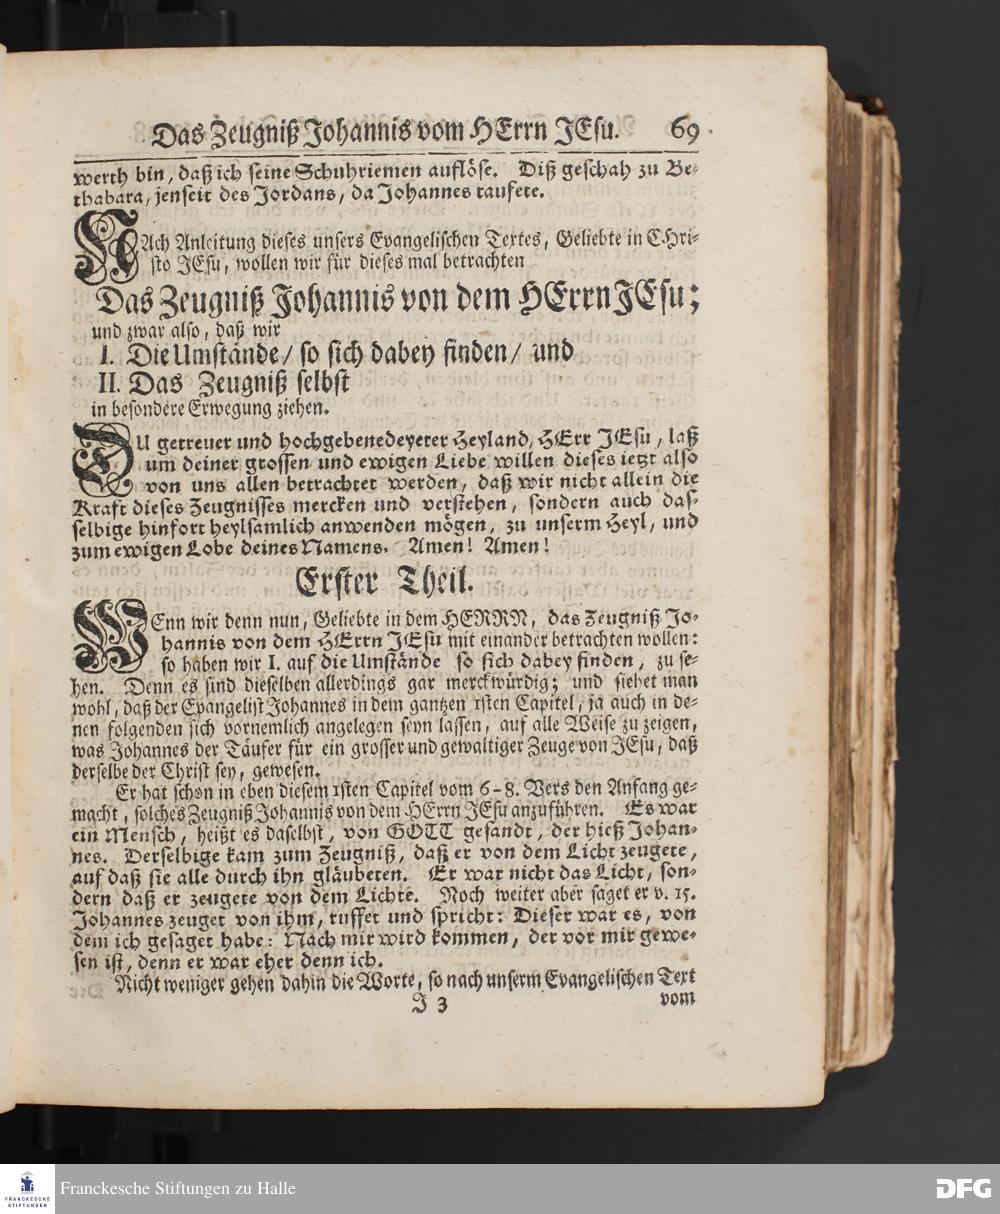 Das Zeugniß Johannis vom HErrn JEsu. 69
werth bin, daß ich seine Schuhriemen auflöse. Diß geschah zu Be-
thabara, jenseit des Jordans, da Johannes taufete.
NAch Anleitung dieses unsers Evangelischen Textes, Geliebte in CHri-
sto JEsu, wollen wir für dieses mal betrachten
Das Zeugniß Johannis von dem HErrn JEsu;
und zwar also, daß wir
I. Die Umstände/ so sich dabey finden/ und
II. Das Zeugniß selbst
in besondere Erwegung ziehen.
DU getreuer und hochgebenedeyeter Heyland, HErr JEsu, laß
um deiner grossen und ewigen Liebe willen dieses ietzt also
von uns allen betrachtet werden, daß wir nicht allein die
Kraft dieses Zeugnisses mercken und verstehen, sondern auch das-
selbige hinfort heylsamlich anwenden mögen, zu unserm Heyl, und
zum ewigen Lobe deines Namens. Amen! Amen!
Erster Theil.
WEnn wir denn nun, Geliebte in dem HERRN, das Zeugniß Jo-
hannis von dem HErrn JEsu mit einander betrachten wollen:
so haben wir I. auf die Umstände so sich dabey finden, zu se-
hen. Denn es sind dieselben allerdings gar merckwürdig; und siehet man
wohl, daß der Evangelist Johannes in dem gantzen 1sten Capitel, ja auch in de-
nen folgenden sich vornemlich angelegen seyn lassen, auf alle Weise zu zeigen,
was Johannes der Täufer für ein grosser und gewaltiger Zeuge von JEsu, daß
derselbe der Christ sey, gewesen.
Er hat schon in eben diesem 1sten Capitel vom 6-8. Vers den Anfang ge-
macht, solches Zeugniß Johannis von dem HErrn JEsu anzuführen. Es war
ein Mensch, heißt es daselbst, von GOTT gesandt, der hieß Johan-
nes. Derselbige kam zum Zeugniß, daß er von dem Licht zeugete,
auf daß sie alle durch ihn gläubeten. Er war nicht das Licht, son-
dern daß er zeugete von dem Lichte. Noch weiter aber saget er v. 15.
Johannes zeuget von ihm, ruffet und spricht: Dieser war es, von
dem ich gesaget habe: Nach mir wird kommen, der vor mir gewe-
sen ist, denn er war eher denn ich.
Nicht weniger gehen dahin die Worte, so nach unserm Evangelischen Text
J 3 vom
FRANCKESCHE
STIFTUNGEN
Franckesche Stiftungen zu Halle
DFG